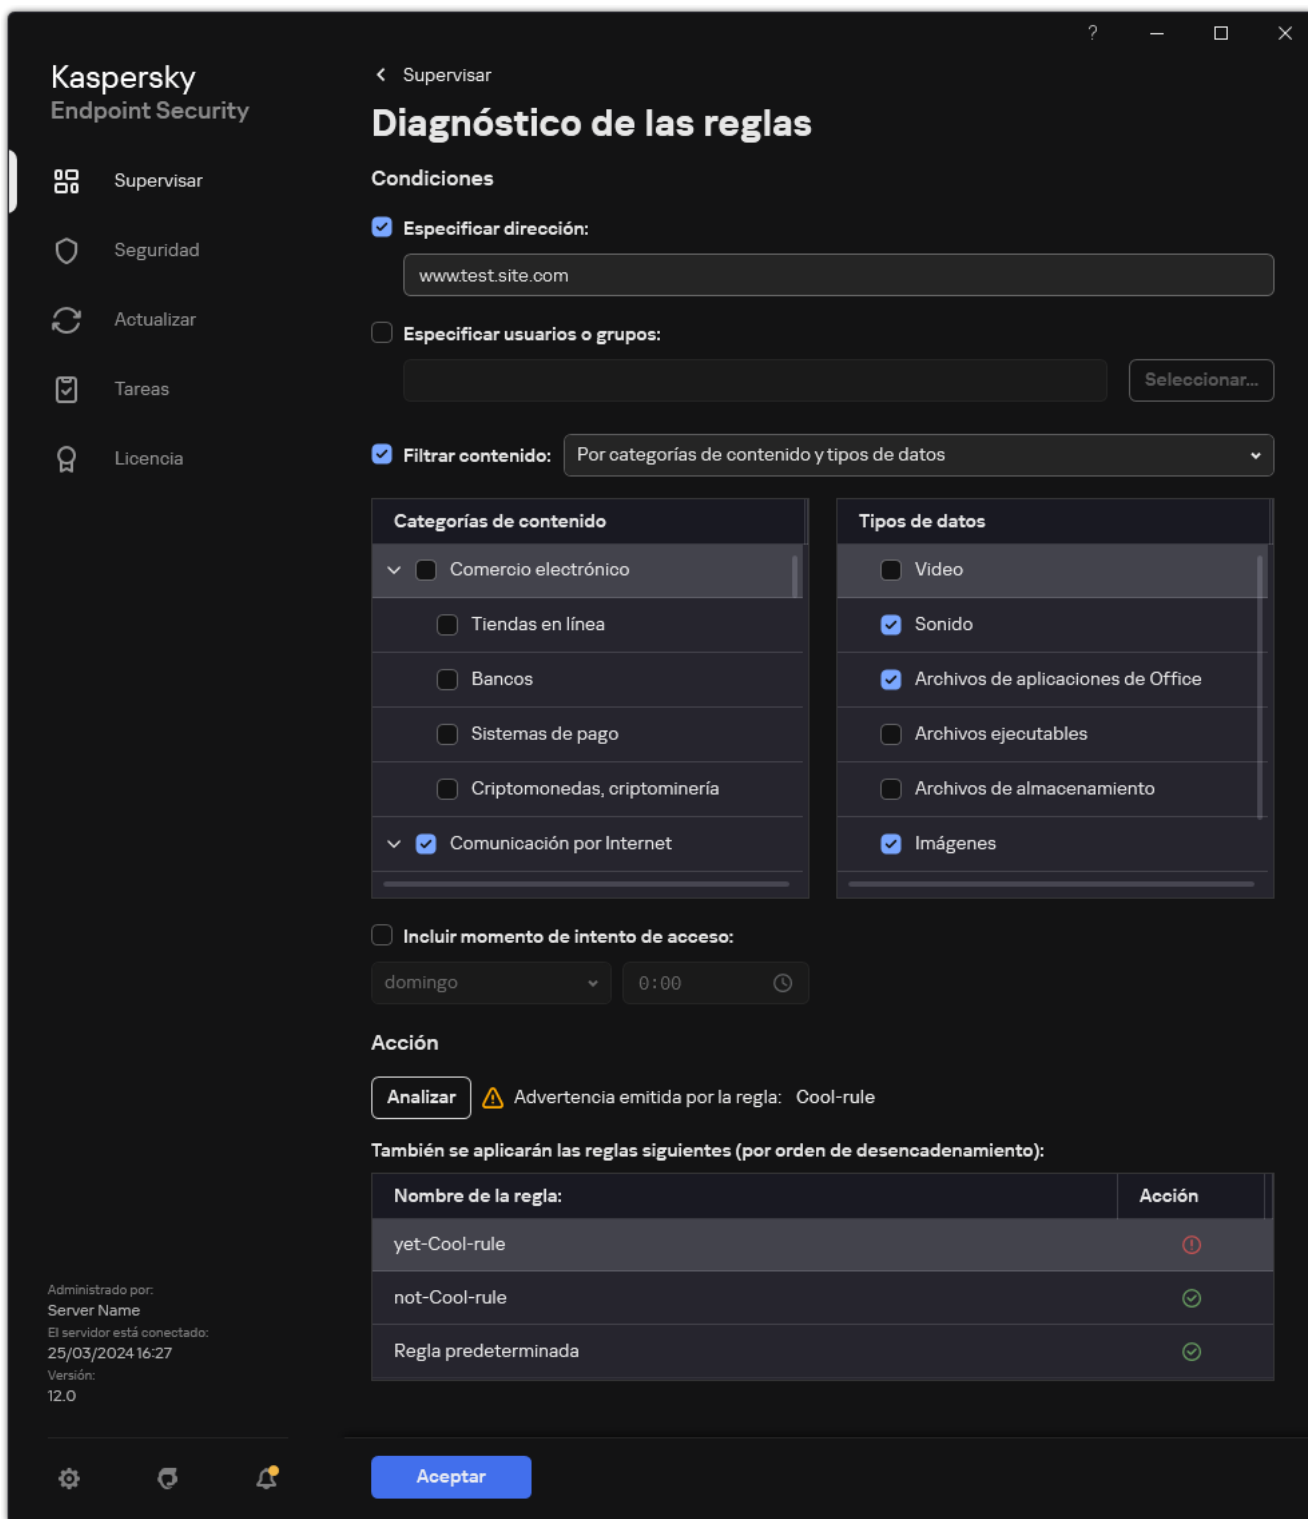 ?
Kaspersky
Endpoint Security
Supervisar
Seguridad
Actualizar
Tareas
Licencia
Administrado por:
Server Name
El servidor está conectado:
25/03/2024 16:27
Versión:
12.0
Supervisar
Diagnóstico de las reglas
Condiciones
Especificar dirección:
www.test.site.com
Especificar usuarios o grupos:
Seleccionar...
Filtrar contenido: Por categorías de contenido y tipos de datos
Categorías de contenido
Comercio electrónico
Tiendas en línea
Bancos
Sistemas de pago
Criptomonedas, criptominería
Comunicación por Internet
Tipos de datos
Video
Sonido
Archivos de aplicaciones de Office
Archivos ejecutables
Archivos de almacenamiento
Imágenes
Incluir momento de intento de acceso:
domingo 0:00
Acción
Analizar Advertencia emitida por la regla: Cool-rule
También se aplicarán las reglas siguientes (por orden de desencadenamiento):
Nombre de la regla: Acción
yet-Cool-rule
not-Cool-rule
Regla predeterminada
Aceptar